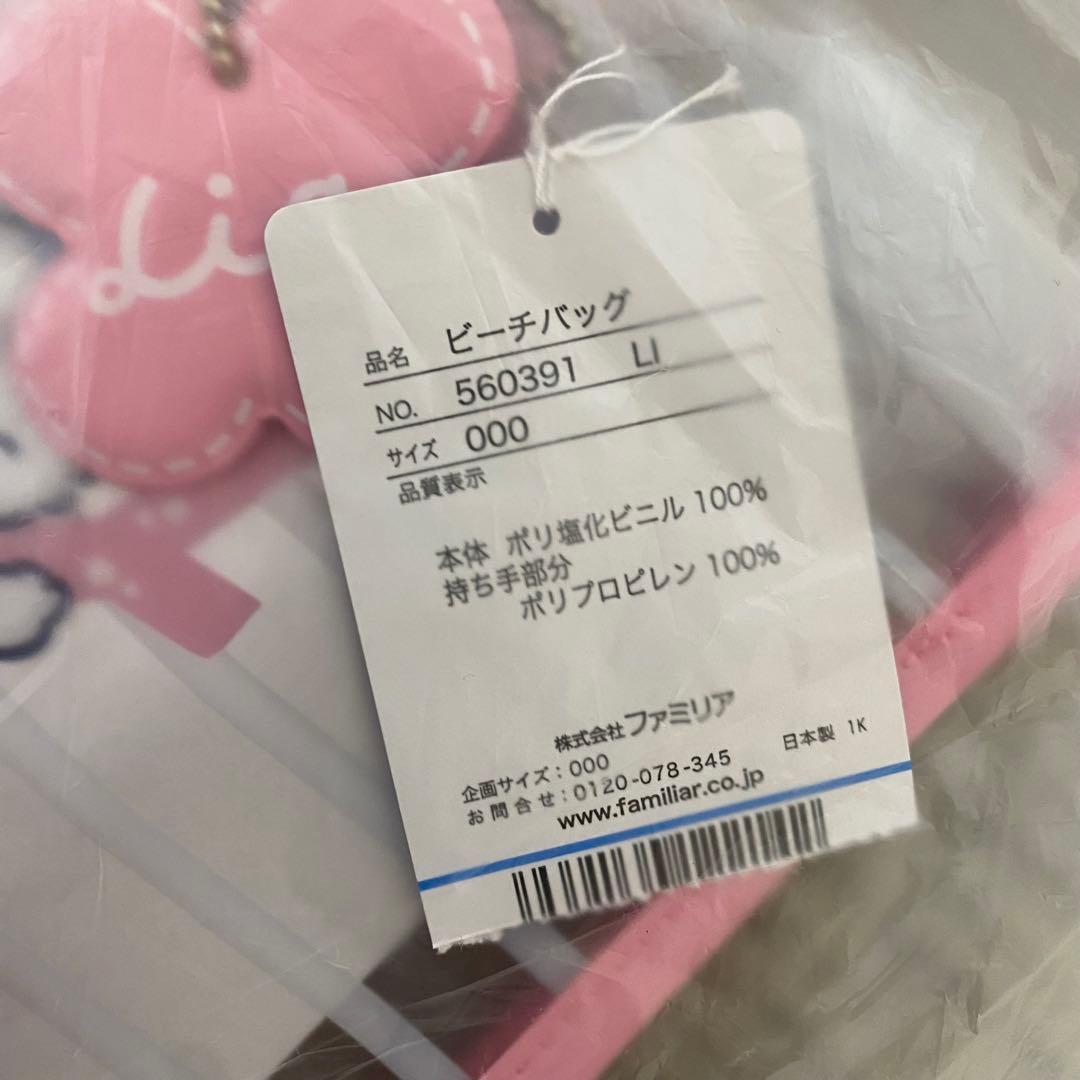 Li
品名 ビーチバッグ
NO. 560391 LI
サイズ 000
品質表示
本体 ポリ塩化ビニル 100%
持ち手部分
ポリプロピレン 100%
株式会社ファミリア
企画サイズ:000
お問合せ:0120-078-345 日本製 1K
www.familiar.co.jp